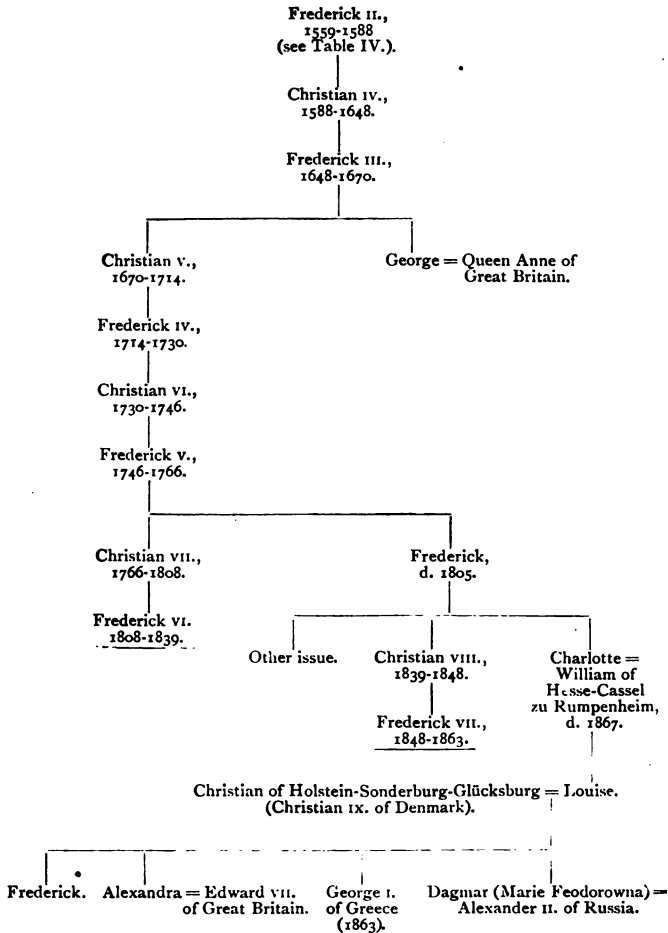 Frederick II.,
1559-1588
(see Table IV.).
Christian IV.,
1588-1648.
Frederick III.,
1648-1670.
Christian V.,
1670-1714.
George = Queen Anne of
Great Britain.
Frederick IV.,
1714-1730.
Christian VI.,
1730-1746.
Frederick V.,
1746-1766.
Christian VII.,
1766-1808.
Frederick,
d. 1805.
Frederick VI.
1808-1839.
Other issue.
Christian VIII.,
1839-1848.
Charlotte =
William of
Hesse-Cassel
zu Rumpenheim,
d. 1867.
Frederick VII.,
1848-1863.
Christian of Holstein-Sonderburg-Glücksburg = Louise.
(Christian IX. of Denmark).
Frederick.
Alexandra = Edward VII.
of Great Britain.
George I.
of Greece
(1863).
Dagmar (Marie Feodorowna) =
Alexander II. of Russia.